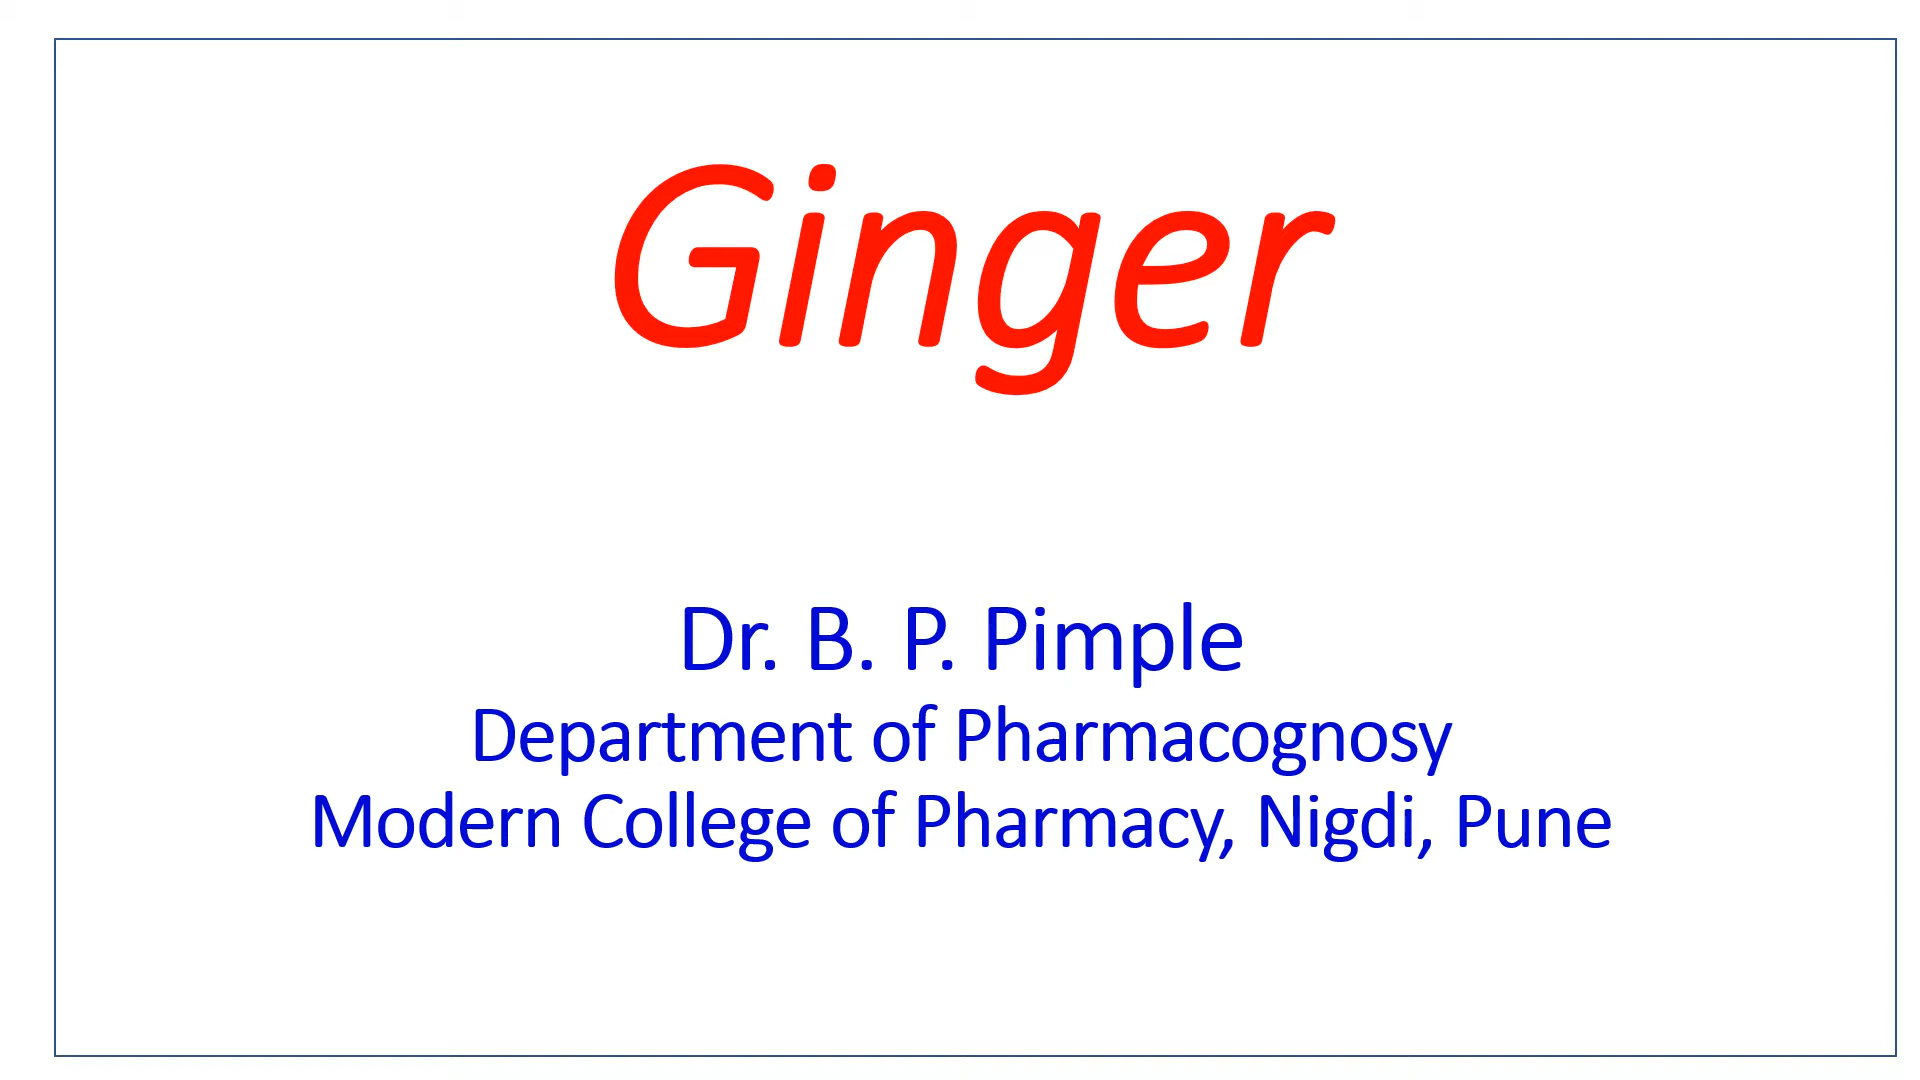 Ginger
Dr. B. P. Pimple
Department of Pharmacognosy
Modern College of Pharmacy, Nigdi, Pune